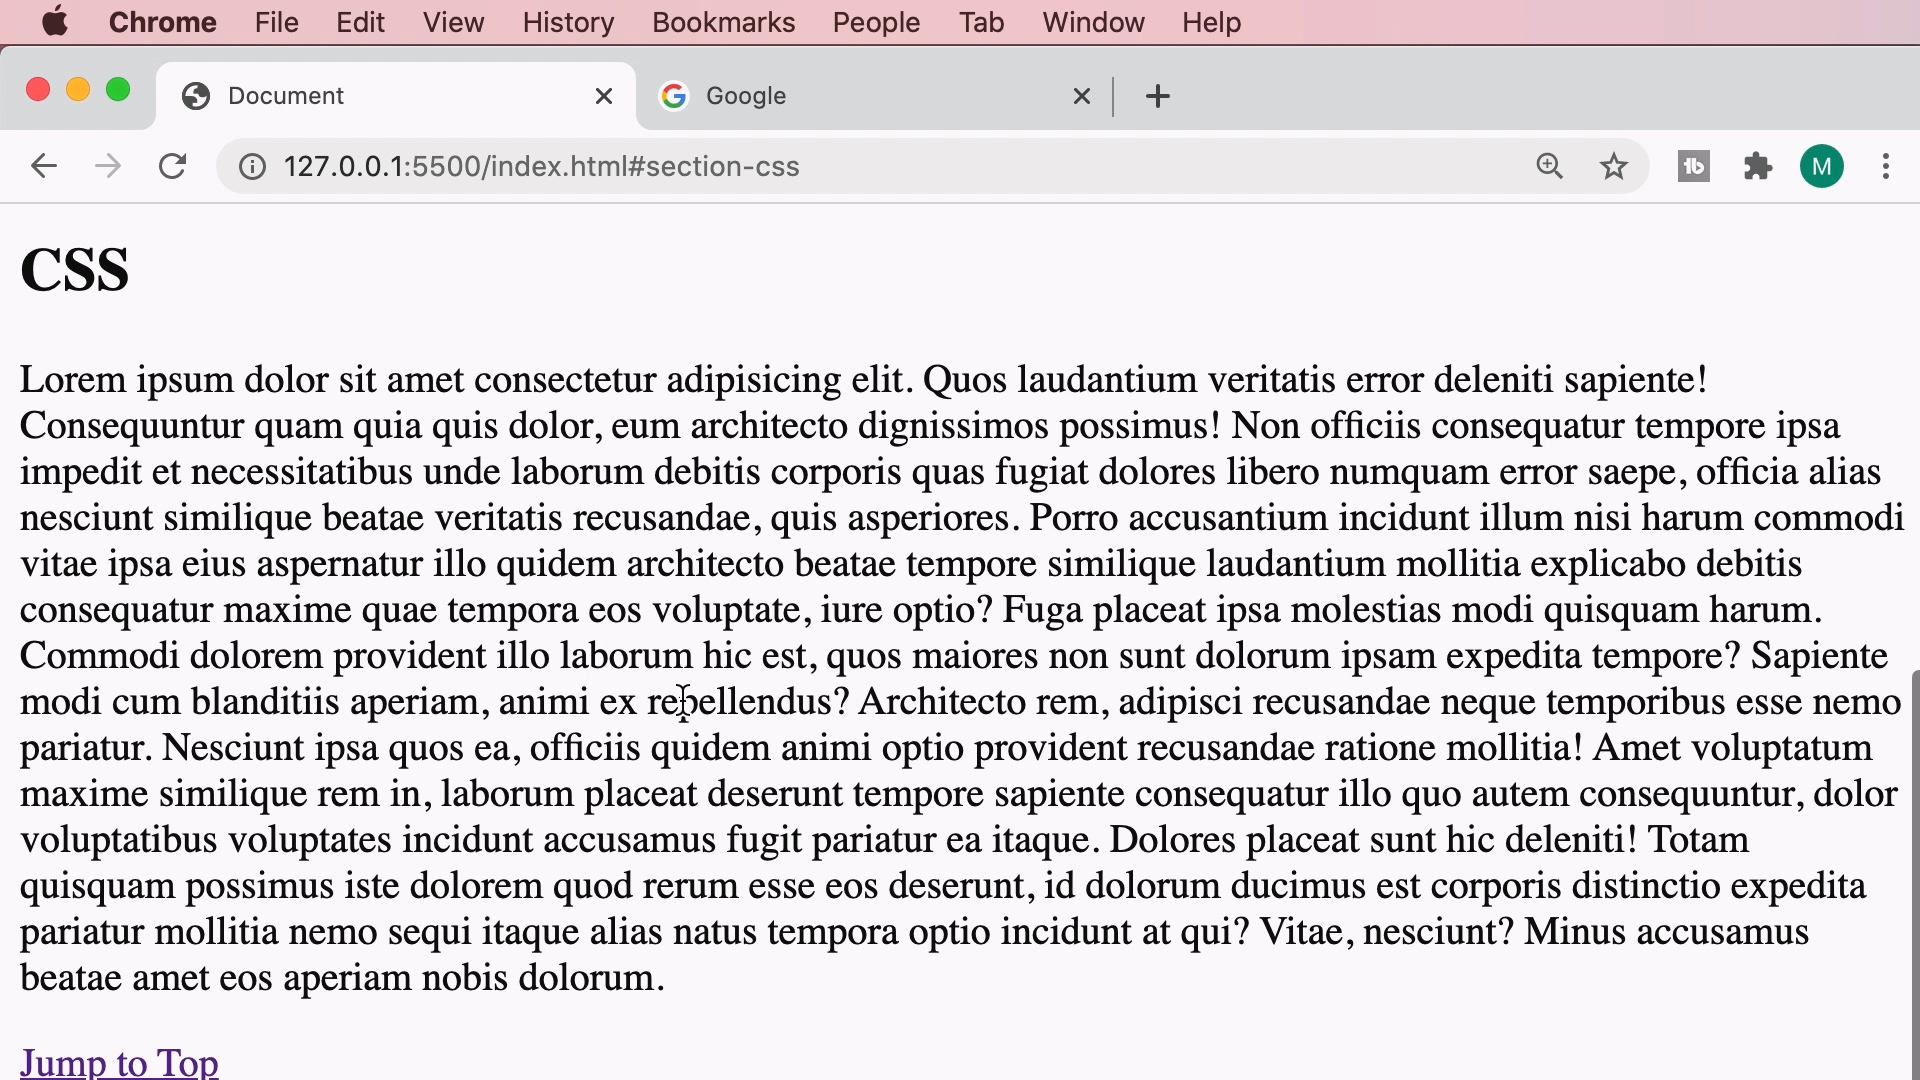 Chrome File Edit View History Bookmarks People Tab Window Help
Document Google
127.0.0.1:5500/index.html#section-css
M
CSS
Lorem ipsum dolor sit amet consectetur adipisicing elit. Quos laudantium veritatis error deleniti sapiente!
Consequuntur quam quia quis dolor, eum architecto dignissimos possimus! Non officiis consequatur tempore ipsa
impedit et necessitatibus unde laborum debitis corporis quas fugiat dolores libero numquam error saepe, officia alias
nesciunt similique beatae veritatis recusandae, quis asperiores. Porro accusantium incidunt illum nisi harum commodi
vitae ipsa eius aspernatur illo quidem architecto beatae tempore similique laudantium mollitia explicabo debitis
consequatur maxime quae tempora eos voluptate, iure optio? Fuga placeat ipsa molestias modi quisquam harum.
Commodi dolorem provident illo laborum hic est, quos maiores non sunt dolorum ipsam expedita tempore? Sapiente
modi cum blanditiis aperiam, animi ex repellendus? Architecto rem, adipisci recusandae neque temporibus esse nemo
pariatur. Nesciunt ipsa quos ea, officiis quidem animi optio provident recusandae ratione mollitia! Amet voluptatum
maxime similique rem in, laborum placeat deserunt tempore sapiente consequatur illo quo autem consequuntur, dolor
voluptatibus voluptates incidunt accusamus fugit pariatur ea itaque. Dolores placeat sunt hic deleniti! Totam
quisquam possimus iste dolorem quod rerum esse eos deserunt, id dolorum ducimus est corporis distinctio expedita
pariatur mollitia nemo sequi itaque alias natus tempora optio incidunt at qui? Vitae, nesciunt? Minus accusamus
beatae amet eos aperiam nobis dolorum.
Jump to Top